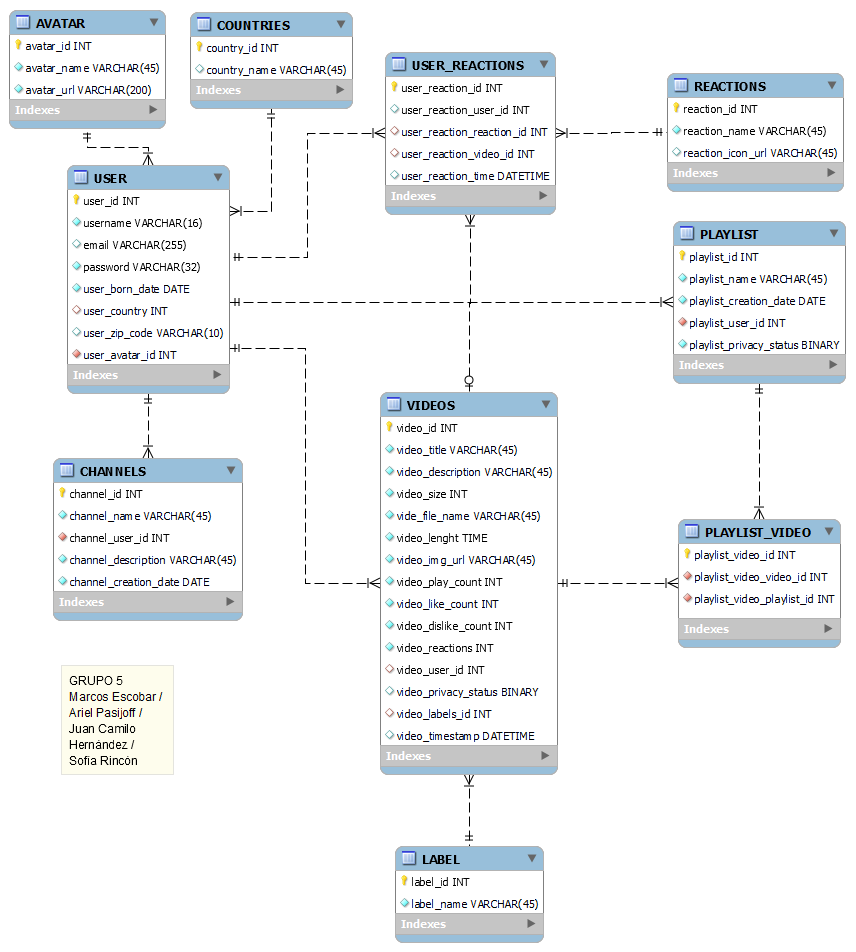 AVATAR
avatar_id INT
avatar_name VARCHAR(45)
avatar_url VARCHAR(200)
Indexes
COUNTRIES
country_id INT
country_name VARCHAR(45)
Indexes
USER_REACTIONS
user_reaction_id INT
user_reaction_user_id INT
user_reaction_reaction_id INT
user_reaction_video_id INT
user_reaction_time DATETIME
Indexes
REACTIONS
reaction_id INT
reaction_name VARCHAR(45)
reaction_icon_url VARCHAR(45)
Indexes
USER
user_id INT
username VARCHAR(16)
email VARCHAR(255)
password VARCHAR(32)
user_born_date DATE
user_country INT
user_zip_code VARCHAR(10)
user_avatar_id INT
Indexes
PLAYLIST
playlist_id INT
playlist_name VARCHAR(45)
playlist_creation_date DATE
playlist_user_id INT
playlist_privacy_status BINARY
Indexes
VIDEOS
video_id INT
video_title VARCHAR(45)
video_description VARCHAR(45)
video_size INT
vide_file_name VARCHAR(45)
video_lenght TIME
video_img_url VARCHAR(45)
video_play_count INT
video_like_count INT
video_dislike_count INT
video_reactions INT
video_user_id INT
video_privacy_status BINARY
video_labels_id INT
video_timestamp DATETIME
Indexes
CHANNELS
channel_id INT
channel_name VARCHAR(45)
channel_user_id INT
channel_description VARCHAR(45)
channel_creation_date DATE
Indexes
PLAYLIST_VIDEO
playlist_video_id INT
playlist_video_video_id INT
playlist_video_playlist_id INT
Indexes
GRUPO 5
Marcos Escobar /
Ariel Pasijoff /
Juan Camilo
Hernández /
Sofía Rincón
LABEL
label_id INT
label_name VARCHAR(45)
Indexes